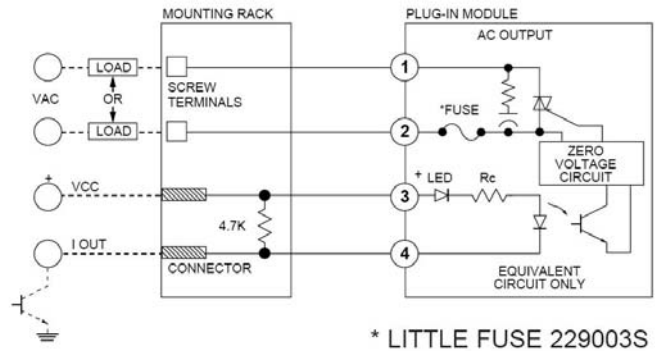 MOUNTING RACK
PLUG-IN MODULE
AC OUTPUT
LOAD
1
VAC
OR
SCREW
TERMINALS
*FUSE
LOAD
2
ZERO
VOLTAGE
CIRCUIT
+
VCC
3
+ LED
Rc
4.7K
I OUT
4
CONNECTOR
EQUIVALENT
CIRCUIT ONLY
* LITTLE FUSE 229003S